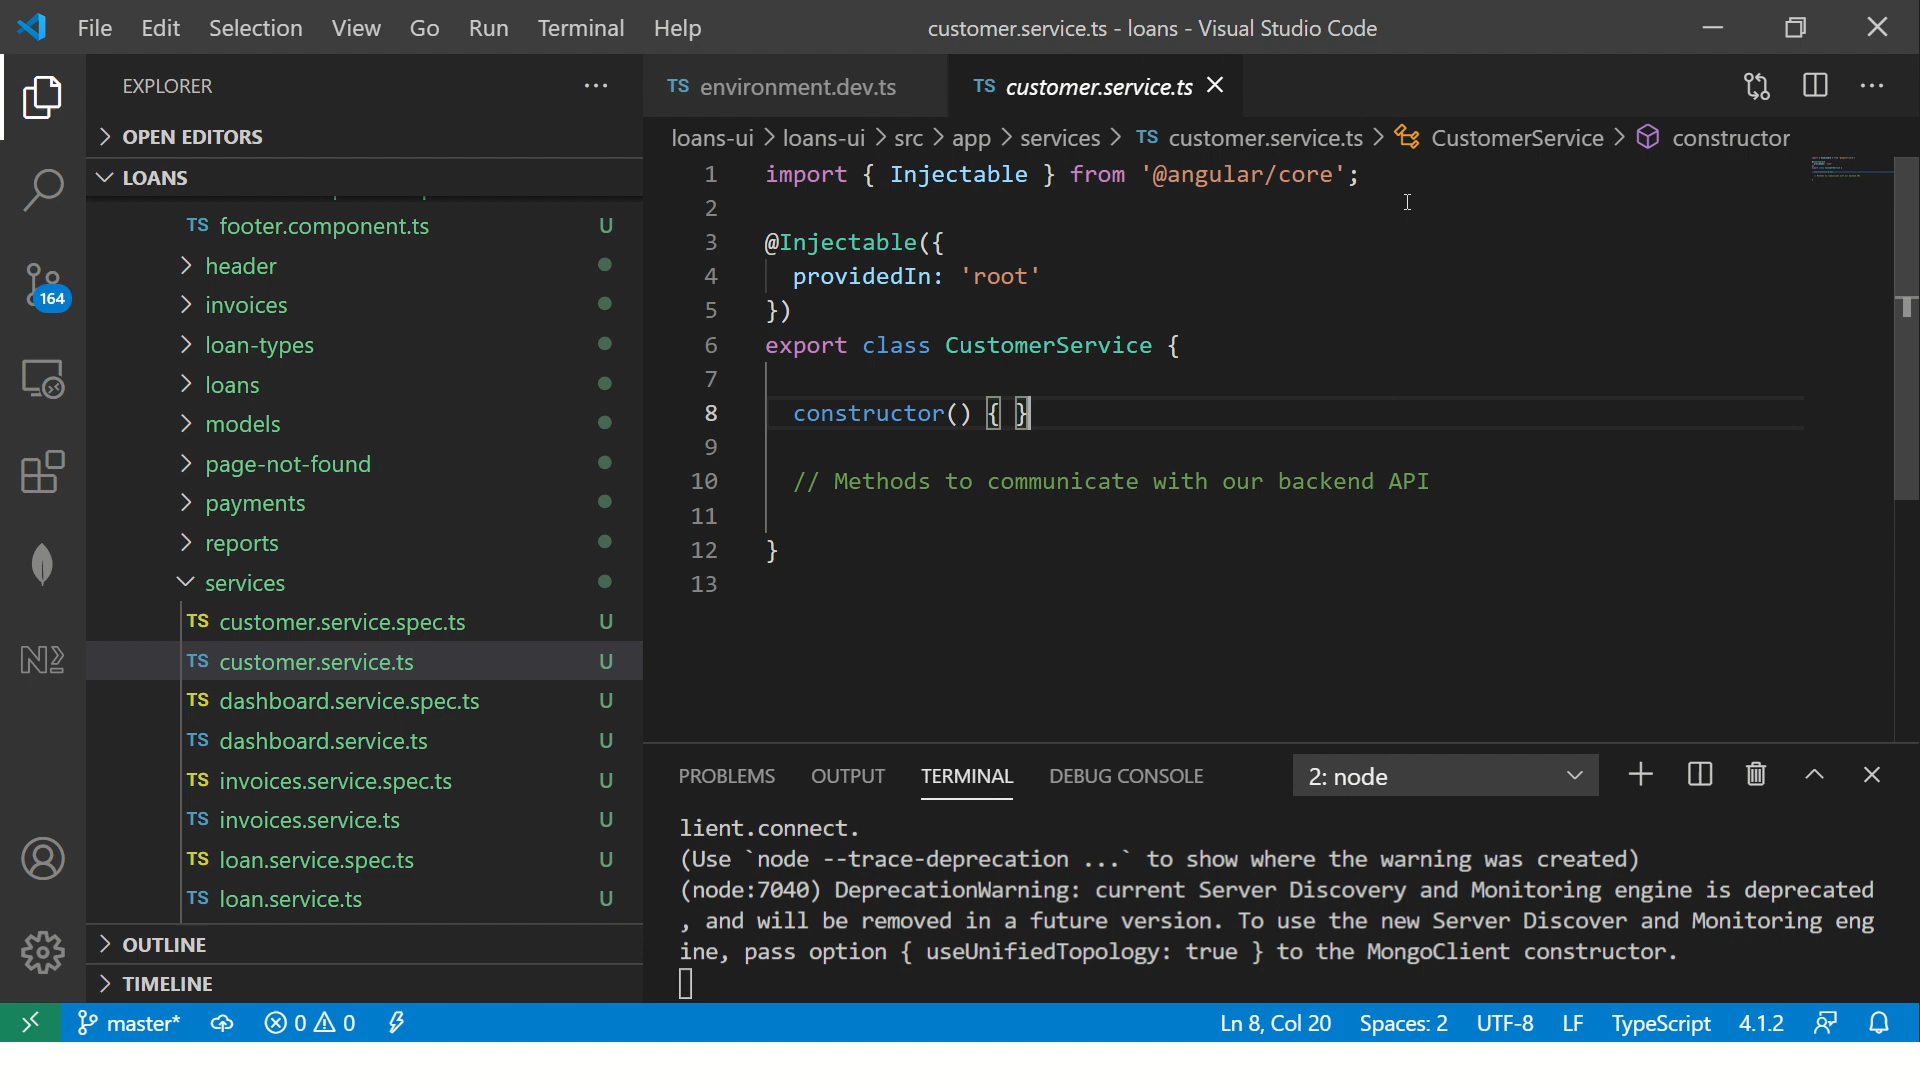 File Edit Selection View Go Run Terminal Help
customer.service.ts - loans - Visual Studio Code
EXPLORER
OPEN EDITORS
LOANS
TS footer.component.ts U
header
invoices
loan-types
loans
models
page-not-found
payments
reports
services
TS customer.service.spec.ts U
TS customer.service.ts U
TS dashboard.service.spec.ts U
TS dashboard.service.ts U
TS invoices.service.spec.ts U
TS invoices.service.ts U
TS loan.service.spec.ts U
TS loan.service.ts U
OUTLINE
TIMELINE
164
TS environment.dev.ts
TS customer.service.ts
loans-ui > loans-ui > src > app > services > TS customer.service.ts > CustomerService > constructor
1 import { Injectable } from '@angular/core';
2
3 @Injectable({
4 providedIn: 'root'
5 })
6 export class CustomerService {
7
8 constructor() { }
9
10 // Methods to communicate with our backend API
11
12 }
13
PROBLEMS OUTPUT TERMINAL DEBUG CONSOLE 2: node
lient.connect.
(Use `node --trace-deprecation ...` to show where the warning was created)
(node:7040) DeprecationWarning: current Server Discovery and Monitoring engine is deprecated
, and will be removed in a future version. To use the new Server Discover and Monitoring eng
ine, pass option { useUnifiedTopology: true } to the MongoClient constructor.
master* 0 0 Ln 8, Col 20 Spaces: 2 UTF-8 LF TypeScript 4.1.2